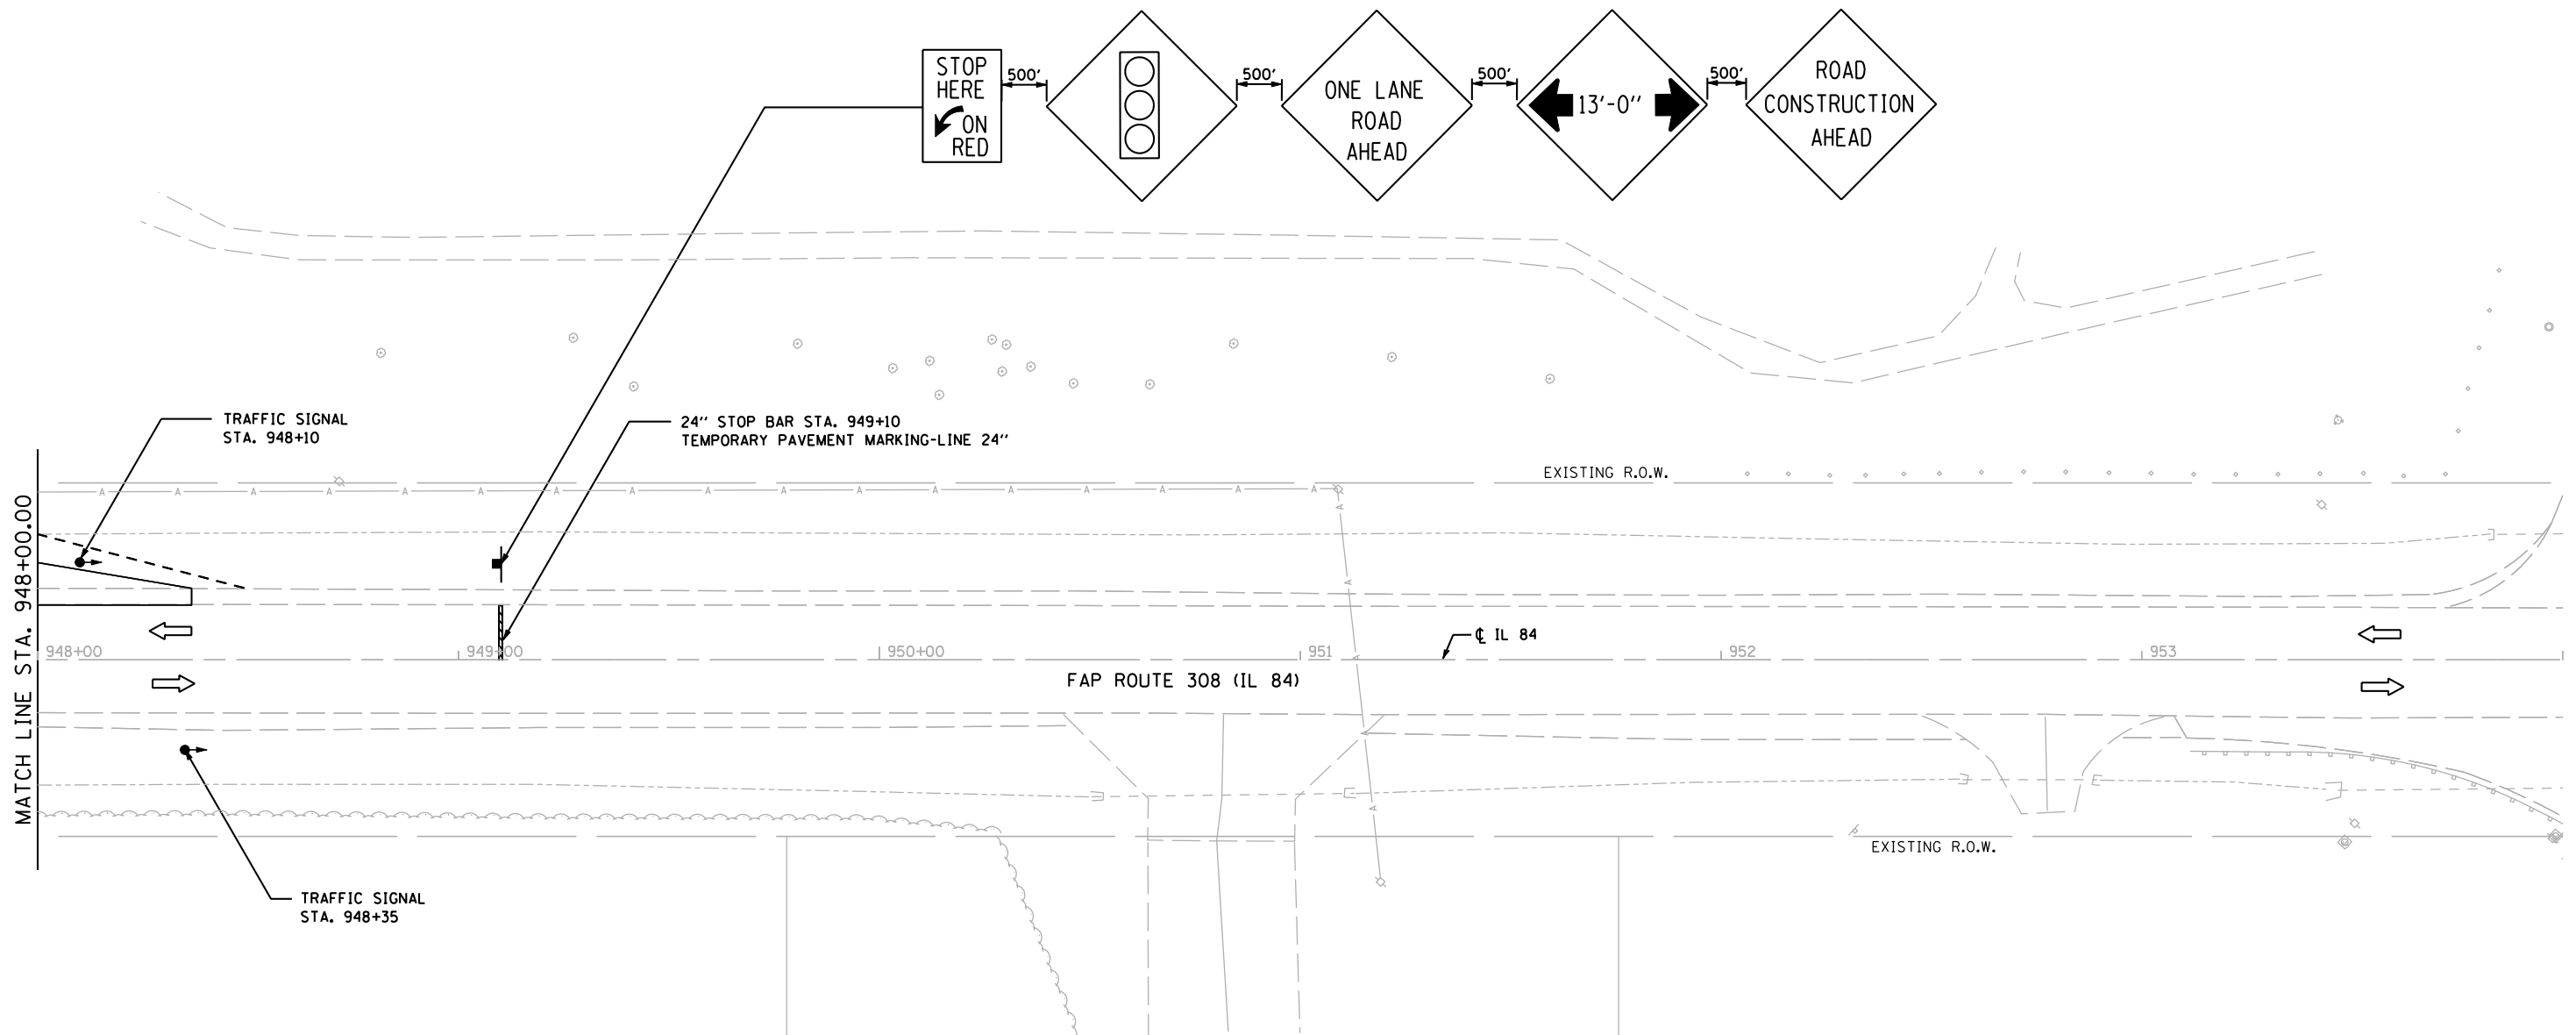 STOP
HERE
ON
RED
500'
500'
ONE LANE
ROAD
AHEAD
500'
13'-0"
500'
ROAD
CONSTRUCTION
AHEAD
TRAFFIC SIGNAL
STA. 948+10
24" STOP BAR STA. 949+10
TEMPORARY PAVEMENT MARKING-LINE 24"
EXISTING R.O.W.
A A A A A A A A A A A A A A A A A
A
A
A
A
A
MATCH LINE STA. 948+00.00
℄ IL 84
948+00
949+00
950+00
951
952
953
FAP ROUTE 308 (IL 84)
EXISTING R.O.W.
TRAFFIC SIGNAL
STA. 948+35